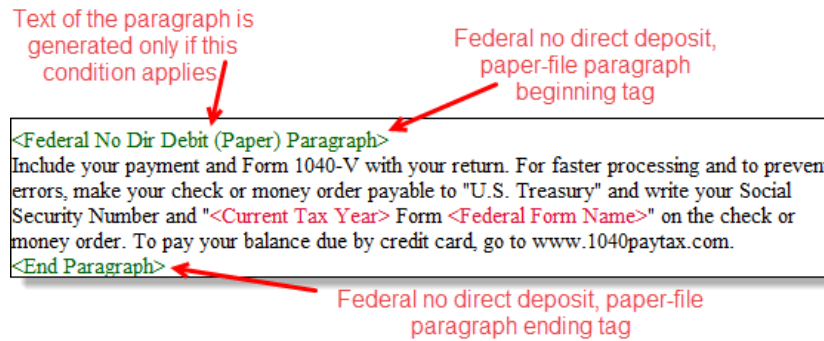 Text of the paragraph is
generated only if this
condition applies
Federal no direct deposit,
paper-file paragraph
beginning tag
<Federal No Dir Debit (Paper) Paragraph>
Include your payment and Form 1040-V with your return. For faster processing and to prevent
errors, make your check or money order payable to "U.S. Treasury" and write your Social
Security Number and "<Current Tax Year> Form <Federal Form Name>" on the check or
money order. To pay your balance due by credit card, go to www.1040paytax.com.
<End Paragraph>
Federal no direct deposit, paper-file
paragraph ending tag